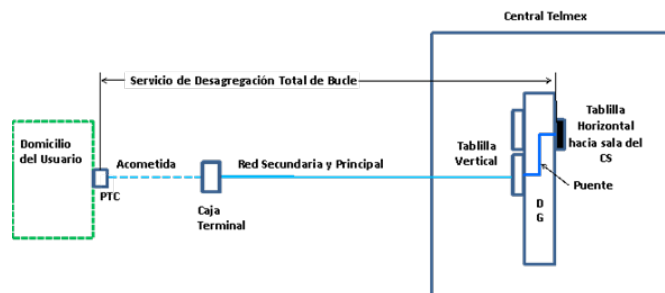 Central Telmex
Servicio de Desagregación Total de Bucle
Tablilla
Horizontal
hacia sala del
CS
Domicilio
del Usuario
Acometida
Red Secundaria y Principal
Tablilla
Vertical
Puente
PTC
Caja
Terminal
D
G